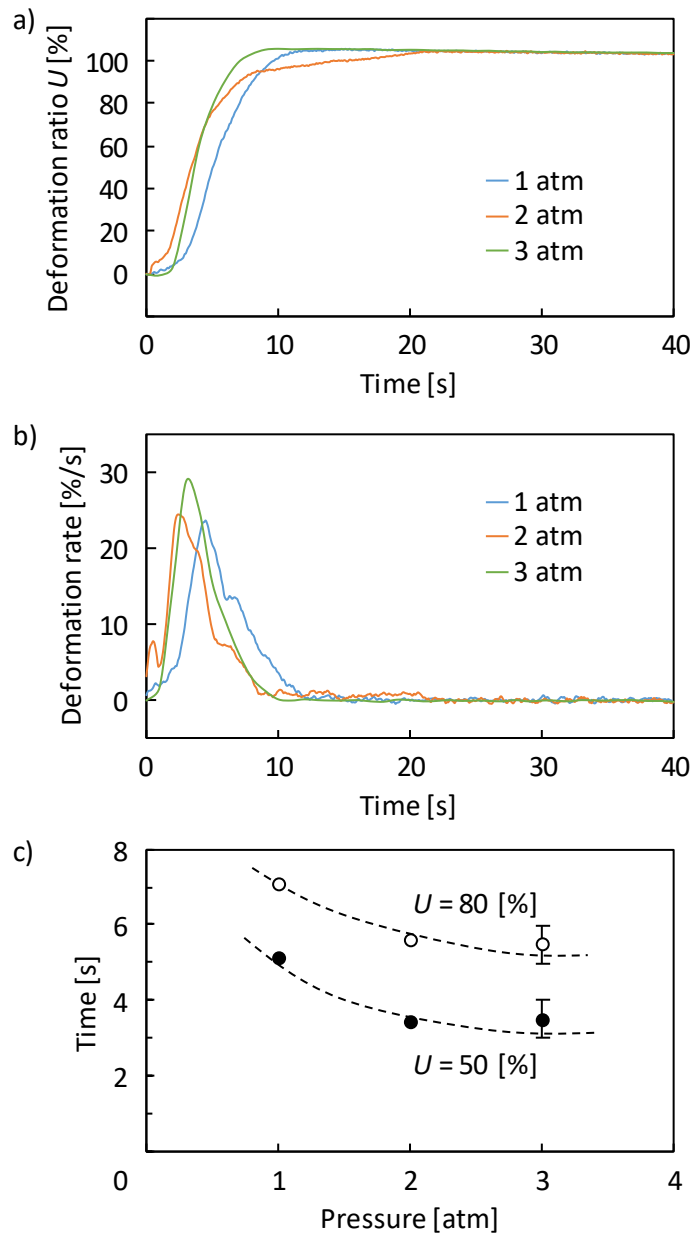 a)
Deformation ratio U [%]
100
80
60
40
20
0
1 atm
2 atm
3 atm
0 10 20 30 40
Time [s]
b)
Deformation rate [%/s]
30
20
10
0
1 atm
2 atm
3 atm
0 10 20 30 40
Time [s]
c)
Time [s]
8
6
4
2
0
U = 80 [%]
U = 50 [%]
1 2 3 4
Pressure [atm]